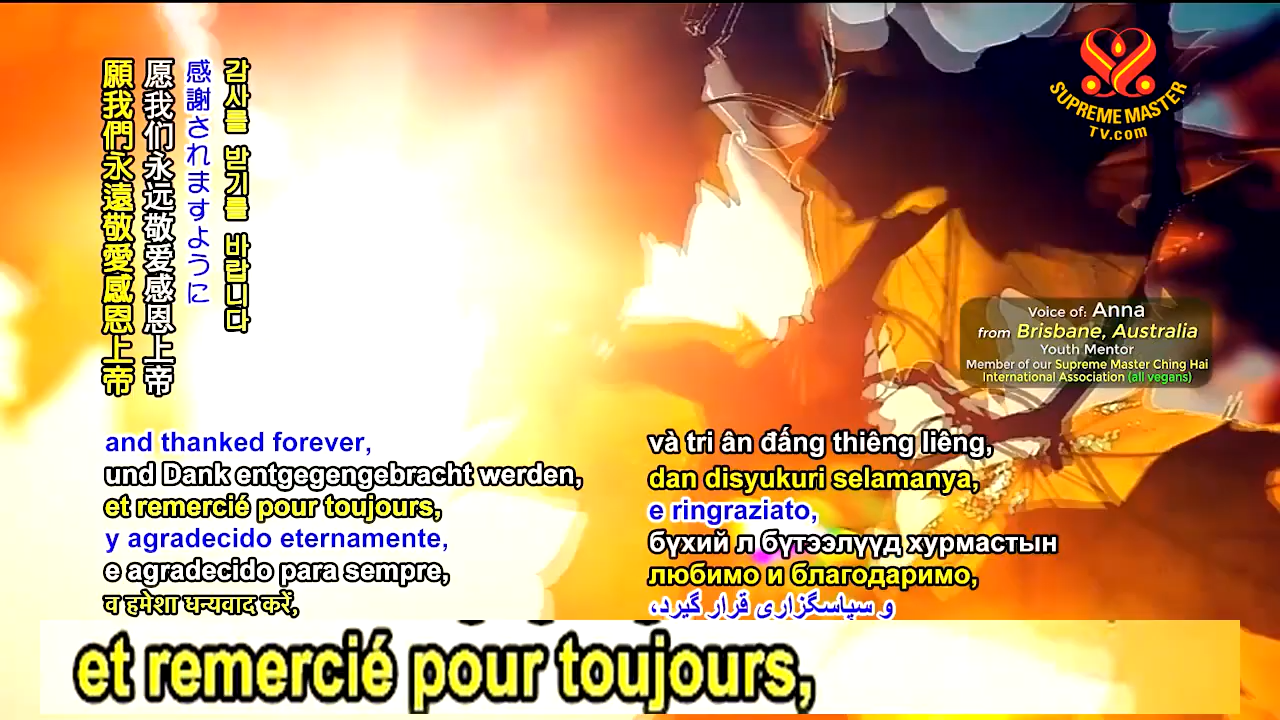 願我們永遠敬愛感恩上帝
愿我们永远敬爱感恩上帝
感謝されますように
감사를 받기를 바랍니다
SUPREME MASTER
TV.com
Voice of: Anna
from Brisbane, Australia
Youth Mentor
Member of our Supreme Master Ching Hai
International Association (all vegans)
and thanked forever,
und Dank entgegengebracht werden,
et remercié pour toujours,
y agradecido eternamente,
e agradecido para sempre,
व हमेशा धन्यवाद करें,
và tri ân đấng thiêng liêng,
dan disyukuri selamanya,
e ringraziato,
бүхий л бүтээлүүд хурмастын
любимо и благодаримо,
و سپاسگزاری قرار گیرد،
et remercié pour toujours,